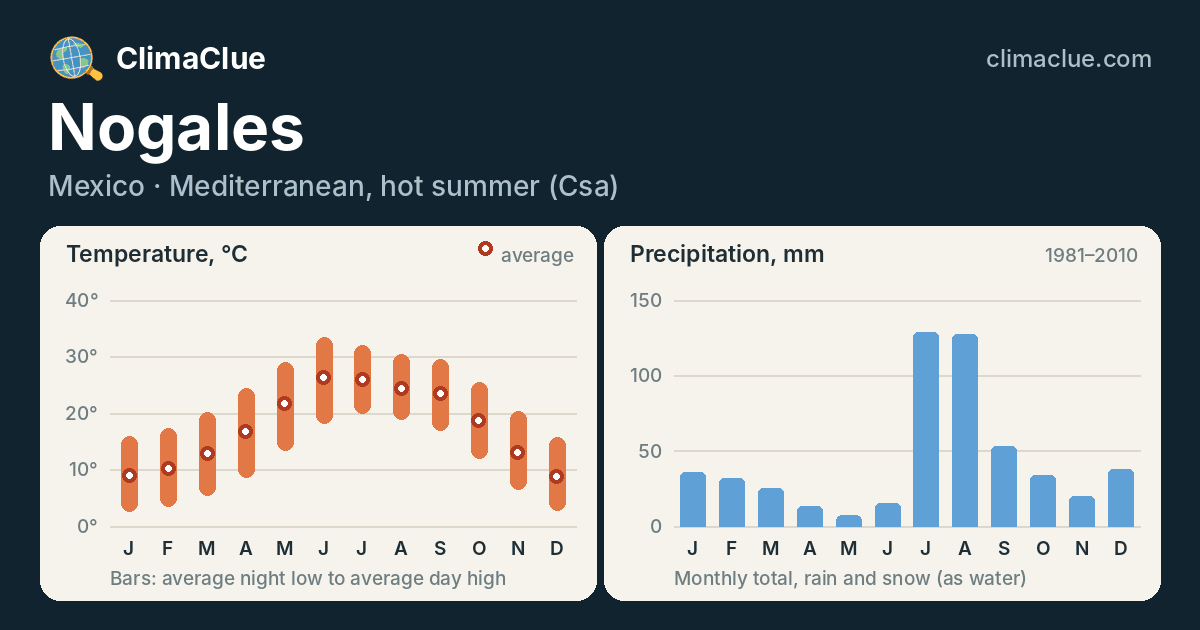 ClimaClue
climaclue.com
Nogales
Mexico · Mediterranean, hot summer (Csa)
Temperature, °C
average
40°
30°
20°
10°
0°
J F M A M J J A S O N D
Bars: average night low to average day high
Precipitation, mm
1981–2010
150
100
50
0
J F M A M J J A S O N D
Monthly total, rain and snow (as water)